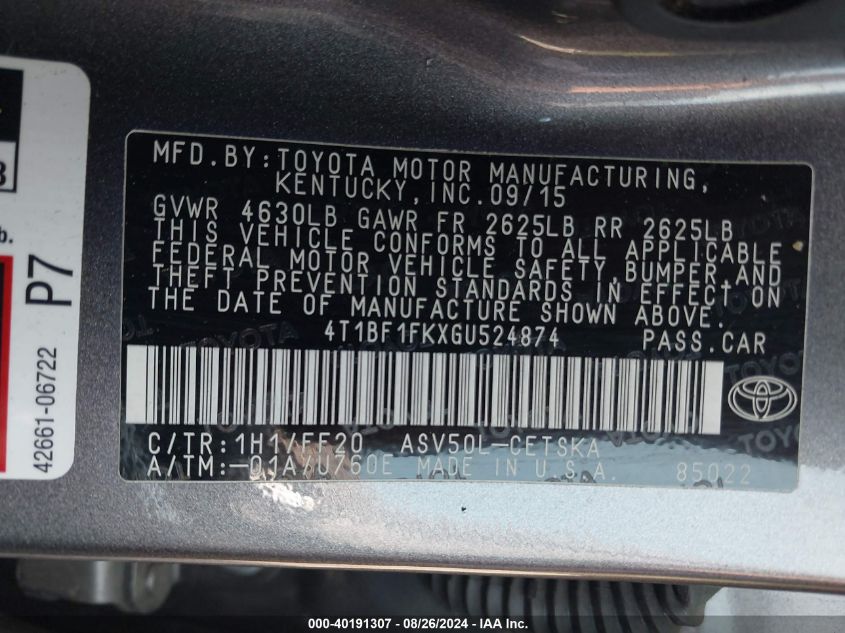 MFD.BY:TOYOTA MOTOR MANUFACTURING,
KENTUCKY,INC.09/15
GVWR 4630LB GAWR FR 2625LB RR 2625LB
THIS VEHICLE CONFORMS TO ALL APPLICABLE
FEDERAL MOTOR VEHICLE SAFETY,BUMPER,AND
THEFT PREVENTION STANDARDS IN EFFECT ON
THE DATE OF MANUFACTURE SHOWN ABOVE.
4T1BF1FKXGU524874 PASS.CAR
C/TR:1H1/FF20 ASV50L-CETSKA
A/TM:-01A/U760E MADE IN U.S.A. 85022
3
b.
P7
42661-06722
000-40191307 - 08/26/2024 - IAA Inc.